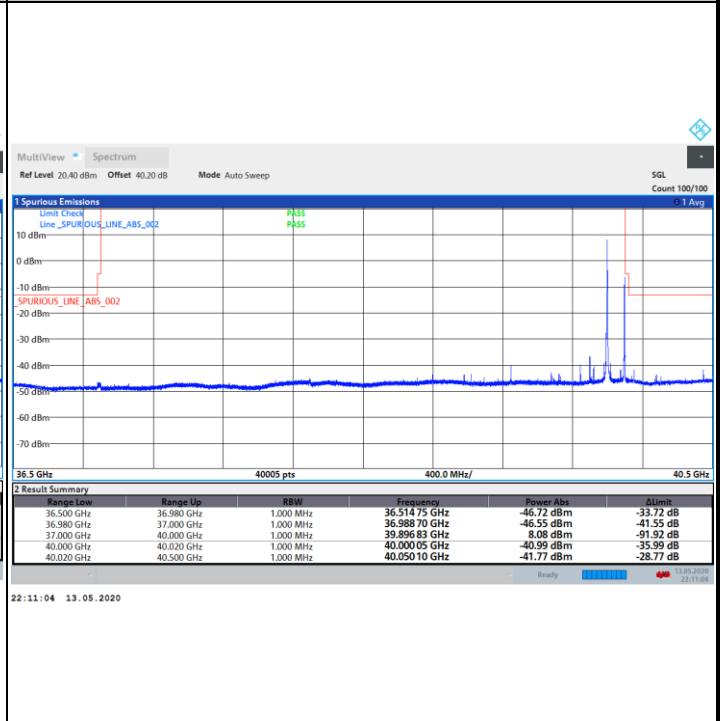 MultiView Spectrum
Ref Level 20.40 dBm Offset 40.20 dB Mode Auto Sweep SGL
Count 100/100
1 Spurious Emissions 1 Avg
Limit Check PASS
Line _SPURIOUS_LINE_ABS_002 PASS
10 dBm
0 dBm
-10 dBm
_SPURIOUS_LINE_ABS_002
-20 dBm
-30 dBm
-40 dBm
-50 dBm
-60 dBm
-70 dBm
36.5 GHz 40005 pts 400.0 MHz/ 40.5 GHz
2 Result Summary
Range Low Range Up RBW Frequency Power Abs ΔLimit
36.500 GHz 36.980 GHz 1.000 MHz 36.514 75 GHz -46.72 dBm -33.72 dB
36.980 GHz 37.000 GHz 1.000 MHz 36.988 70 GHz -46.55 dBm -41.55 dB
37.000 GHz 40.000 GHz 1.000 MHz 39.896 83 GHz 8.08 dBm -91.92 dB
40.000 GHz 40.020 GHz 1.000 MHz 40.000 05 GHz -40.99 dBm -35.99 dB
40.020 GHz 40.500 GHz 1.000 MHz 40.050 10 GHz -41.77 dBm -28.77 dB
Ready 13.05.2020
22:11:04
22:11:04 13.05.2020